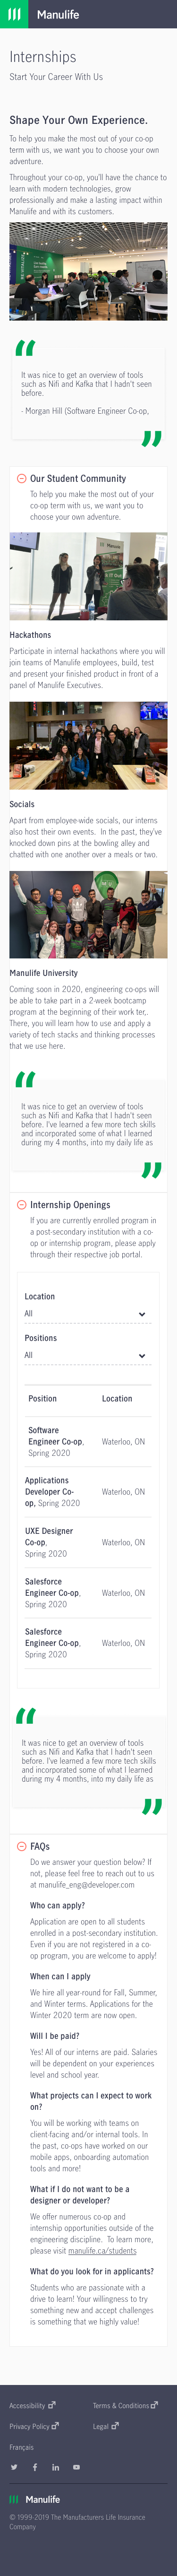 Manulife
Internships
Start Your Career With Us
Shape Your Own Experience.
To help you make the most out of your co-op
term with us, we want you to choose your own
adventure.
Throughout your co-op, you'll have the chance to
learn with modern technologies, grow
professionally and make a lasting impact within
Manulife and with its customers.
“
It was nice to get an overview of tools
such as Nifi and Kafka that I hadn't seen
before.
- Morgan Hill (Software Engineer Co-op,
”
Our Student Community
To help you make the most out of your
co-op term with us, we want you to
choose your own adventure.
Hackathons
Participate in internal hackathons where you will
join teams of Manulife employees, build, test
and present your finished product in front of a
panel of Manulife Executives.
Socials
Apart from employee-wide socials, our interns
also host their own events. In the past, they've
knocked down pins at the bowling alley and
chatted with one another over a meals or two.
Manulife University
Coming soon in 2020, engineering co-ops will
be able to take part in a 2-week bootcamp
program at the beginning of their work ter,.
There, you will learn how to use and apply a
variety of tech stacks and thinking processes
that we use here.
“
It was nice to get an overview of tools
such as Nifi and Kafka that I hadn't seen
before. I've learned a few more tech skills
and incorporated some of what I learned
during my 4 months, into my daily life as
”
Internship Openings
If you are currently enrolled program in
a post-secondary institution, with a co-
op or internship program, please apply
through their respective job portal.
Location
All
Positions
All
Position Location
Software
Engineer Co-op, Waterloo, ON
Spring 2020
Applications
Developer Co- Waterloo, ON
op, Spring 2020
UXE Designer
Co-op, Waterloo, ON
Spring 2020
Salesforce
Engineer Co-op, Waterloo, ON
Spring 2020
Salesforce
Engineer Co-op, Waterloo, ON
Spring 2020
“
It was nice to get an overview of tools
such as Nifi and Kafka that I hadn't seen
before. I've learned a few more tech skills
and incorporated some of what I learned
during my 4 months, into my daily life as
”
FAQs
Do we answer your question below? If
not, please feel free to reach out to us
at manulife_eng@developer.com
Who can apply?
Application are open to all students
enrolled in a post-secondary institution.
Even if you are not registered in a co-
op program, you are welcome to apply!
When can I apply
We hire all year-round for Fall, Summer,
and Winter terms. Applications for the
Winter 2020 term are now open.
Will I be paid?
Yes! All of our interns are paid. Salaries
will be dependent on your experiences
level and school year.
What projects can I expect to work
on?
You will be working with teams on
client-facing and/or internal tools. In
the past, co-ops have worked on our
mobile apps, onboarding automation
tools and more!
What if I do not want to be a
designer or developer?
We offer numerous co-op and
internship opportunities outside of the
engineering discipline. To learn more,
please visit manulife.ca/students
What do you look for in applicants?
Students who are passionate with a
drive to learn! Your willingness to try
something new and accept challenges
is something that we highly value!
Accessibility Terms & Conditions
Privacy Policy Legal
Français
Manulife
© 1999-2019 The Manufacturers Life Insurance
Company